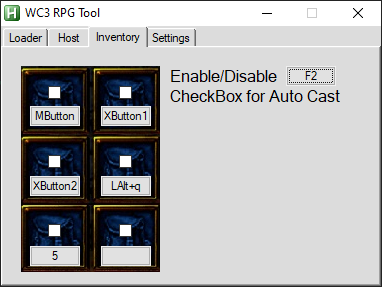 WC3 RPG Tool
Loader Host Inventory Settings
Enable/Disable F2
CheckBox for Auto Cast
MButton XButton1
XButton2 LAlt+q
5